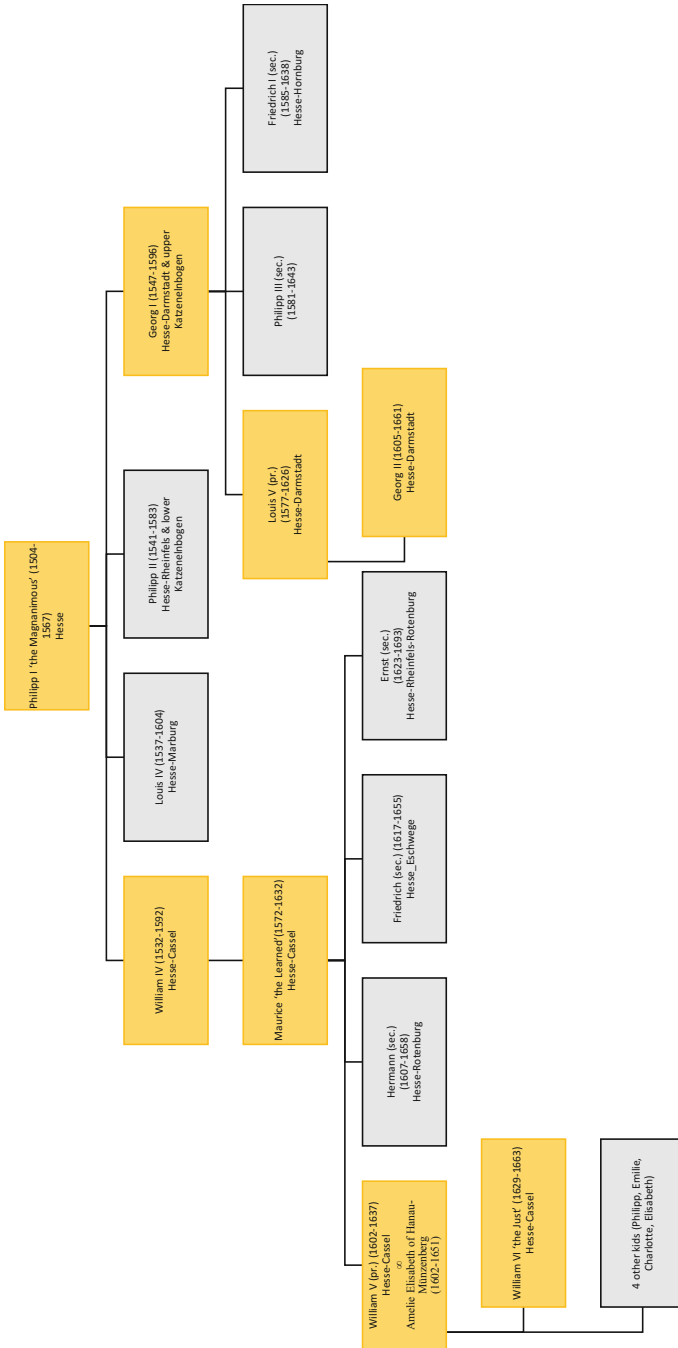 Philipp I 'the Magnanimous' (1504-
1567)
Hesse
William IV (1532-1592)
Hesse-Cassel
Louis IV (1537-1604)
Hesse-Marburg
Philipp II (1541-1583)
Hesse-Rheinfels & lower
Katzenelnbogen
Georg I (1547-1596)
Hesse-Darmstadt & upper
Katzenelnbogen
Maurice 'the Learned'(1572-1632)
Hesse-Cassel
Louis V (pr.)
(1577-1626)
Hesse-Darmstadt
Philipp III (sec.)
(1581-1643)
Friedrich I (sec.)
(1585-1638)
Hesse-Hornburg
William V (pr.) (1602-1637)
Hesse-Cassel
∞
Amelie Elisabeth of Hanau-
Münzenberg
(1602-1651)
Hermann (sec.)
(1607-1658)
Hesse-Rotenburg
Friedrich (sec.) (1617-1655)
Hesse_Eschwege
Ernst (sec.)
(1623-1693)
Hesse-Rheinfels-Rotenburg
Georg II (1605-1661)
Hesse-Darmstadt
William VI 'the Just' (1629-1663)
Hesse-Cassel
4 other kids (Philipp, Emilie,
Charlotte, Elisabeth)